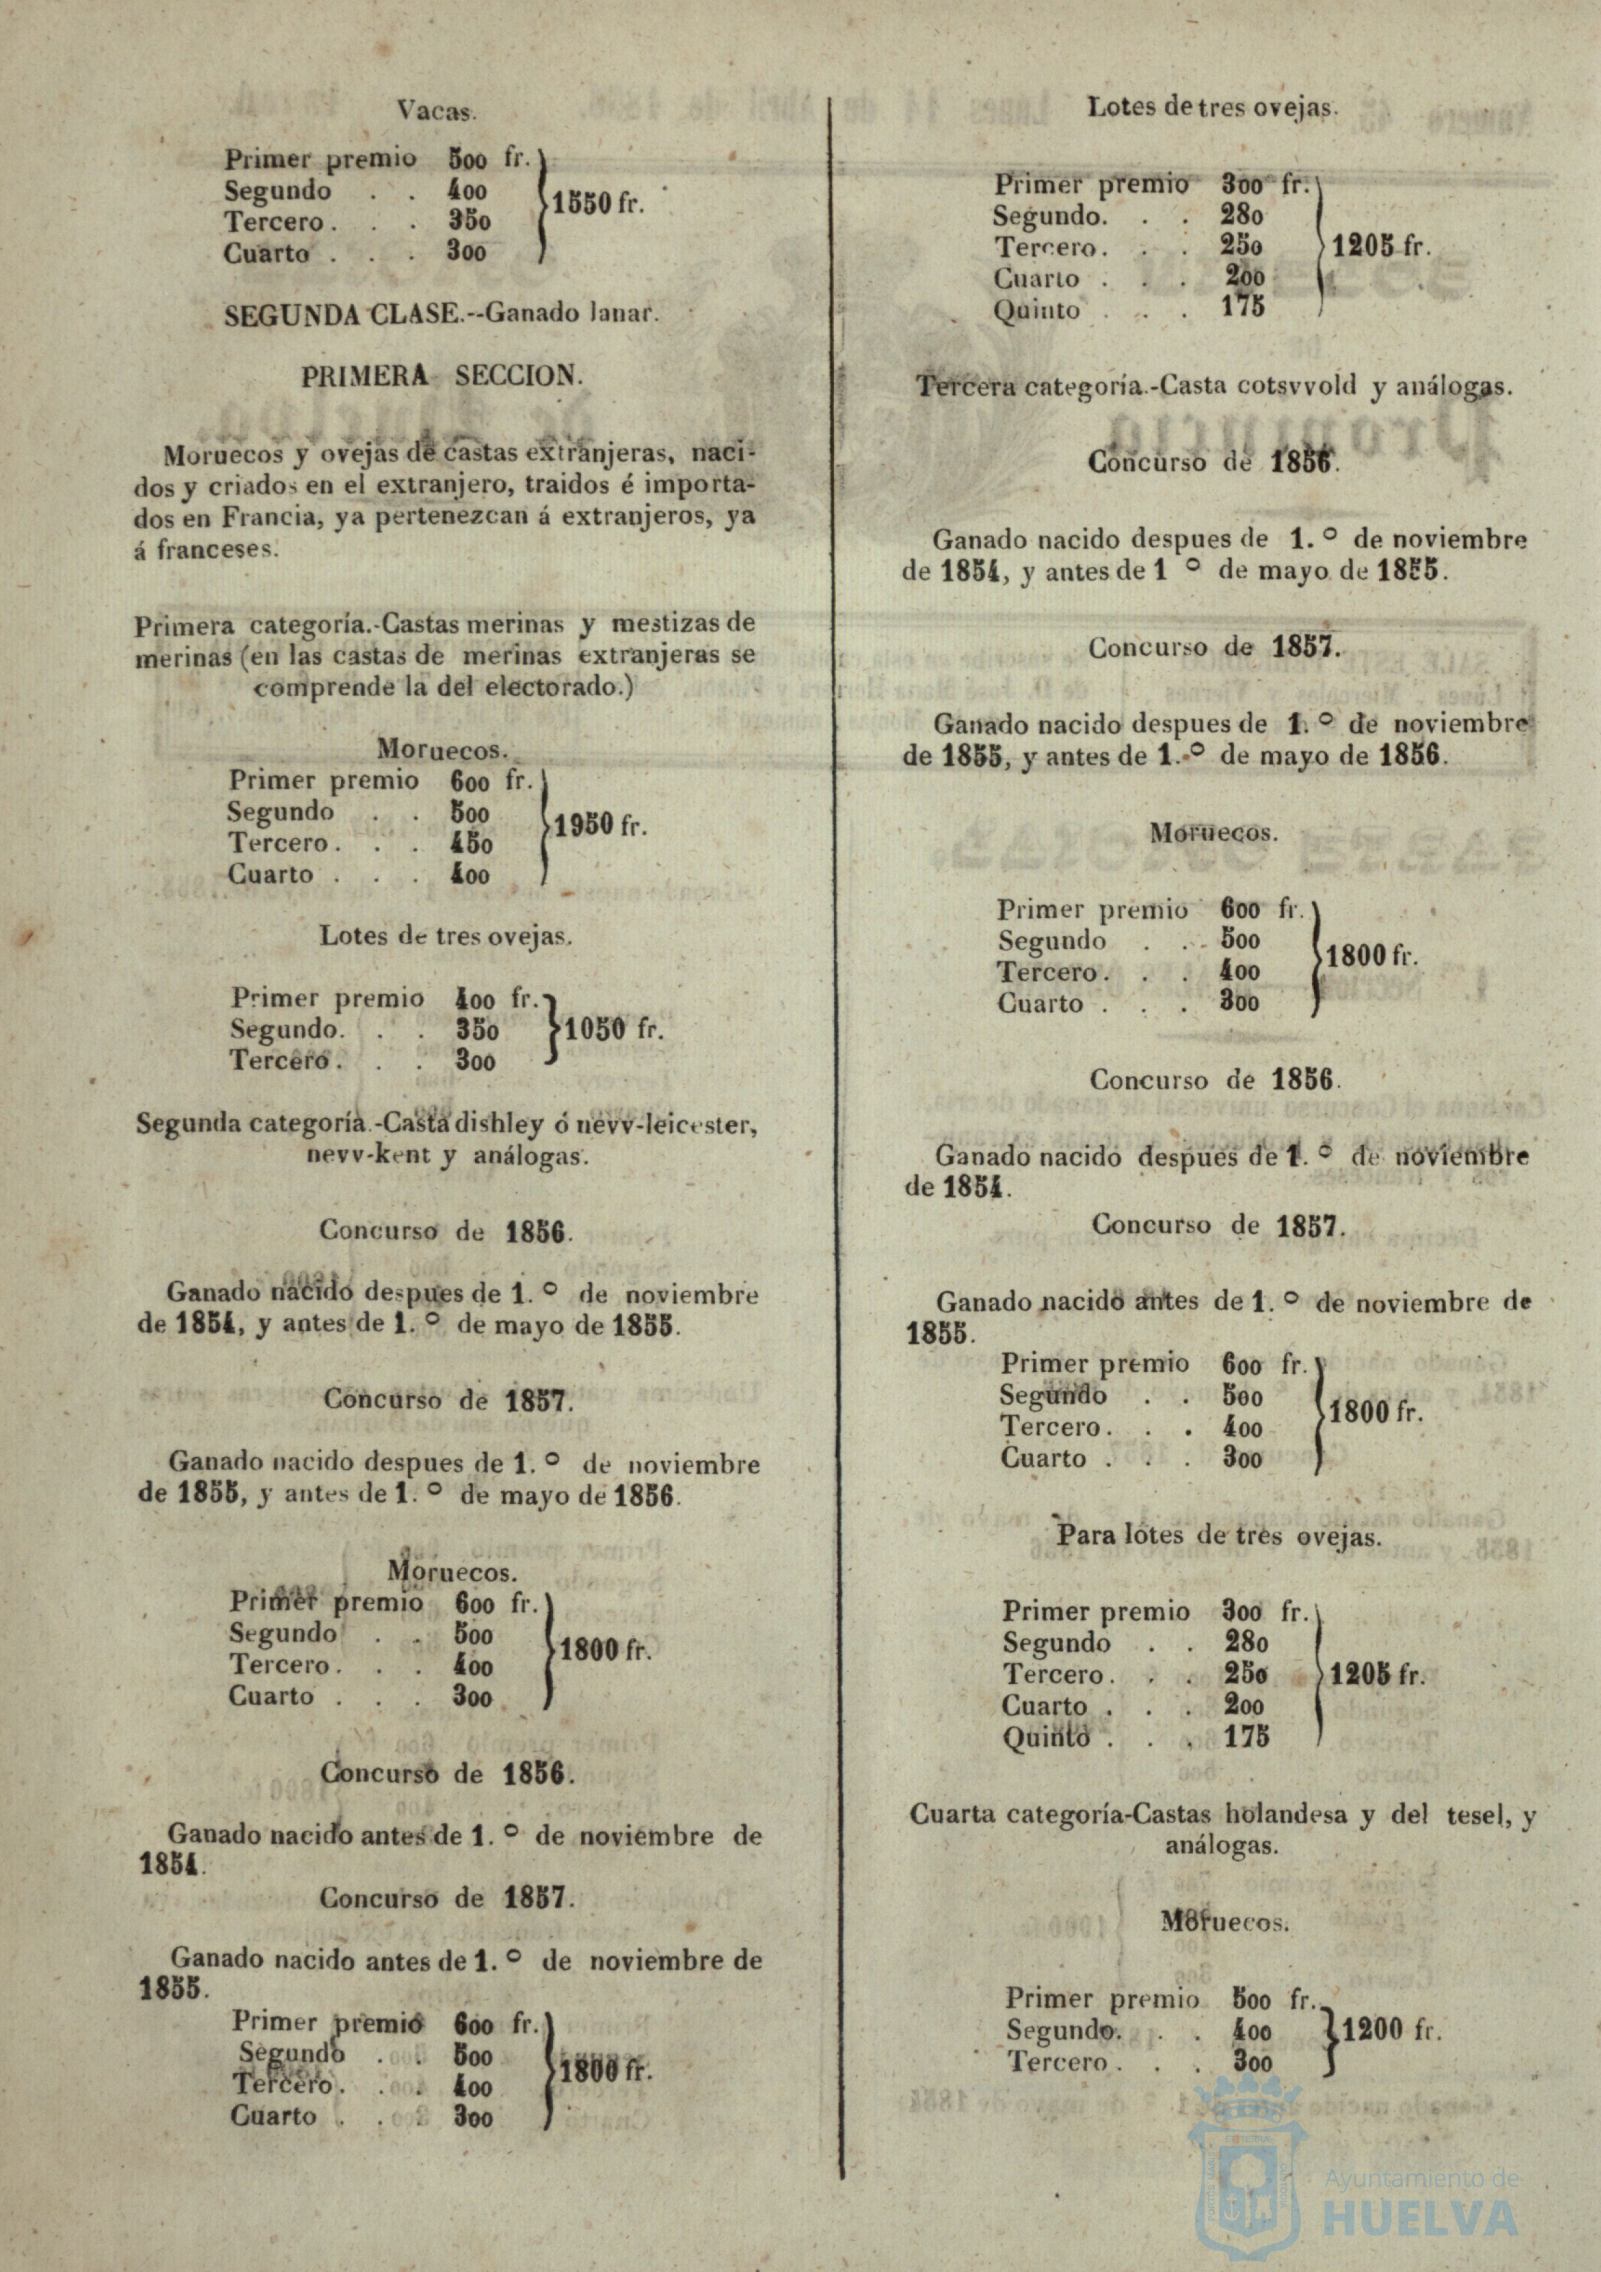 Vacas.
Primer premio 500 fr.
Segundo . . 400
Tercero . . . 350
Cuarto . . . 300
1550 fr.
SEGUNDA CLASE.--Ganado lanar.
PRIMERA SECCION.
Moruecos y ovejas de castas extranjeras, naci-
dos y criados en el extranjero, traidos é importa-
dos en Francia, ya pertenezcan á extranjeros, ya
á franceses.
Primera categoría.-Castas merinas y mestizas de
merinas (en las castas de merinas extranjeras se
comprende la del electorado.)
Moruecos.
Primer premio 600 fr.
Segundo . . 500
Tercero . . . 450
Cuarto . . . 400
1950 fr.
Lotes de tres ovejas.
Primer premio 400 fr.
Segundo. . . 350
Tercero . . . 300
1050 fr.
Segunda categoría.-Casta dishley ó nevv-leicester,
nevv-kent y análogas.
Concurso de 1856.
Ganado nacido despues de 1.º de noviembre
de 1854, y antes de 1.º de mayo de 1855.
Concurso de 1857.
Ganado nacido despues de 1.º de noviembre
de 1855, y antes de 1.º de mayo de 1856.
Moruecos.
Primer premio 600 fr.
Segundo . . 500
Tercero . . . 400
Cuarto . . . 300
1800 fr.
Concurso de 1856.
Ganado nacido antes de 1.º de noviembre de
1854.
Concurso de 1857.
Ganado nacido antes de 1.º de noviembre de
1855.
Primer premio 600 fr.
Segundo . . 500
Tercero . . . 400
Cuarto . . . 300
1800 fr.
Lotes de tres ovejas.
Primer premio 300 fr.
Segundo. . . 280
Tercero. . . 250
Cuarto . . . 200
Quinto . . . 175
1205 fr.
Tercera categoría.-Casta cotsvvold y análogas.
Concurso de 1856.
Ganado nacido despues de 1.º de noviembre
de 1854, y antes de 1 º de mayo de 1855.
Concurso de 1857.
Ganado nacido despues de 1.º de noviembre
de 1855, y antes de 1.º de mayo de 1856.
Moruecos.
Primer premio 600 fr.
Segundo . . 500
Tercero. . . 400
Cuarto . . . 300
1800 fr.
Concurso de 1856.
Ganado nacido despues de 1.º de noviembre
de 1854.
Concurso de 1857.
Ganado nacido antes de 1.º de noviembre de
1855.
Primer premio 600 fr.
Segundo . . 500
Tercero. . . 400
Cuarto . . . 300
1800 fr.
Para lotes de tres ovejas.
Primer premio 300 fr.
Segundo . . 280
Tercero. . . 250
Cuarto . . . 200
Quinto . . . 175
1205 fr.
Cuarta categoría-Castas holandesa y del tesel, y
análogas.
Moruecos.
Primer premio 500 fr.
Segundo. . . 400
Tercero . . . 300
1200 fr.
Ayuntamiento de
HUELVA